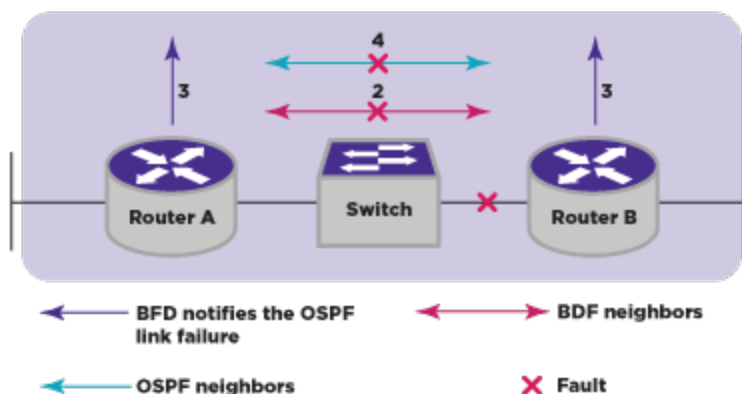 4
3
2
3
Router A
Switch
Router B
BFD notifies the OSPF
link failure
BDF neighbors
OSPF neighbors
Fault